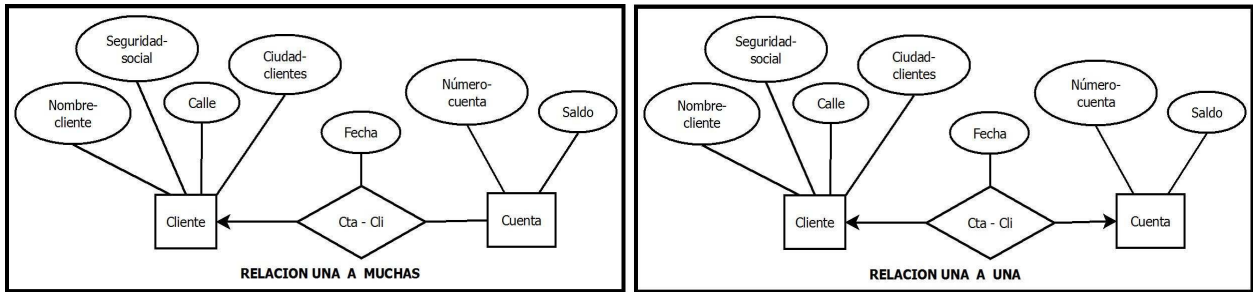 Seguridad-
social
Ciudad-
clientes
Nombre-
cliente
Calle
Número-
cuenta
Saldo
Fecha
Cliente
Cta - Cli
Cuenta
RELACION UNA A MUCHAS
Seguridad-
social
Ciudad-
clientes
Nombre-
cliente
Calle
Número-
cuenta
Saldo
Fecha
Cliente
Cta - Cli
Cuenta
RELACION UNA A UNA